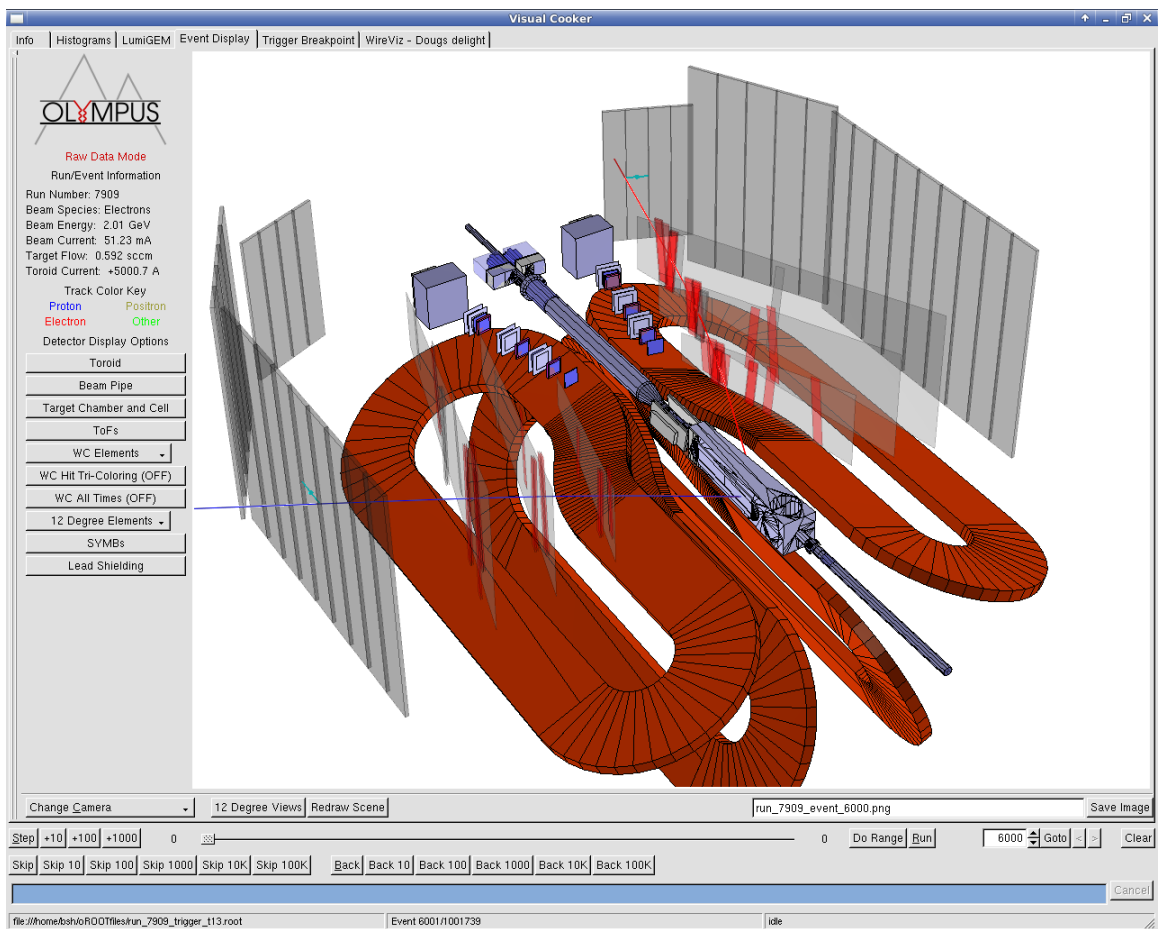 Visual Cooker
Info Histograms LumiGEM Event Display Trigger Breakpoint WireViz - Dougs delight
OLYMPUS
Raw Data Mode
Run/Event Information
Run Number: 7909
Beam Species: Electrons
Beam Energy: 2.01 GeV
Beam Current: 51.23 mA
Target Flow: 0.592 sccm
Toroid Current: +5000.7 A
Track Color Key
Proton Positron
Electron Other
Detector Display Options
Toroid
Beam Pipe
Target Chamber and Cell
ToFs
WC Elements
WC Hit Tri-Coloring (OFF)
WC All Times (OFF)
12 Degree Elements
SYMBs
Lead Shielding
Change Camera 12 Degree Views Redraw Scene run_7909_event_6000.png Save Image
Step +10 +100 +1000 0 0 Do Range Run 6000 Goto < > Clear
Skip Skip 10 Skip 100 Skip 1000 Skip 10K Skip 100K Back Back 10 Back 100 Back 1000 Back 10K Back 100K
Cancel
file:///home/bsh/oROOTfiles/run_7909_trigger_t13.root Event 6001/1001739 idle